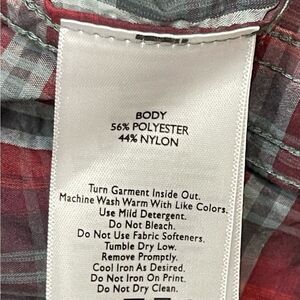 BODY
56% POLYESTER
44% NYLON
Turn Garment Inside Out.
Machine Wash Warm With Like Colors.
Use Mild Detergent.
Do Not Bleach.
Do Not Use Fabric Softeners.
Tumble Dry Low.
Remove Promptly.
Cool Iron As Desired.
Do Not Iron On Print.
Do Not Dry Clean.